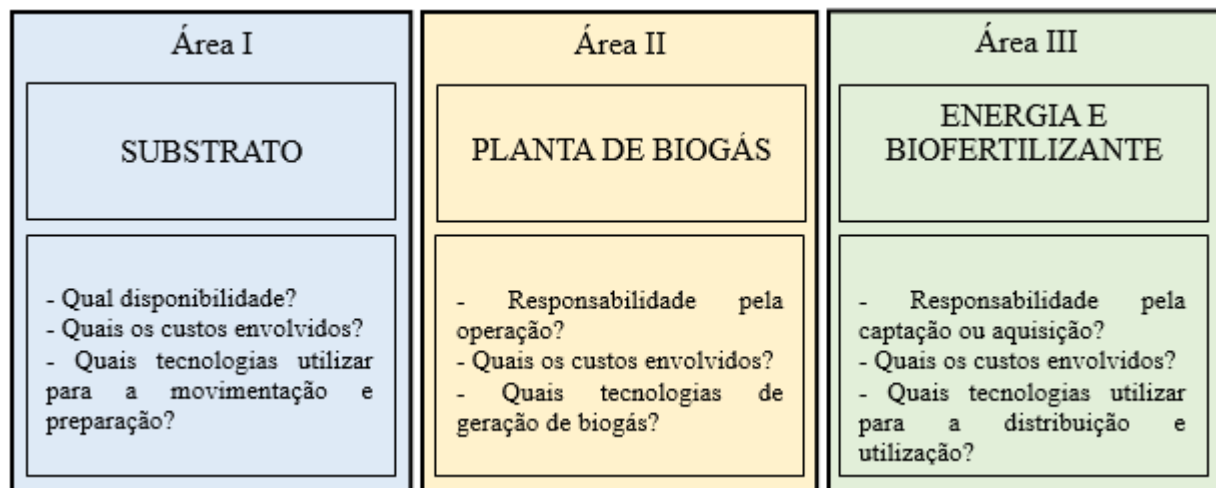 Área I
SUBSTRATO
- Qual disponibilidade?
- Quais os custos envolvidos?
- Quais tecnologias utilizar
para a movimentação e
preparação?
Área II
PLANTA DE BIOGÁS
- Responsabilidade pela
operação?
- Quais os custos envolvidos?
- Quais tecnologias de
geração de biogás?
Área III
ENERGIA E
BIOFERTILIZANTE
- Responsabilidade pela
captação ou aquisição?
- Quais os custos envolvidos?
- Quais tecnologias utilizar
para a distribuição e
utilização?